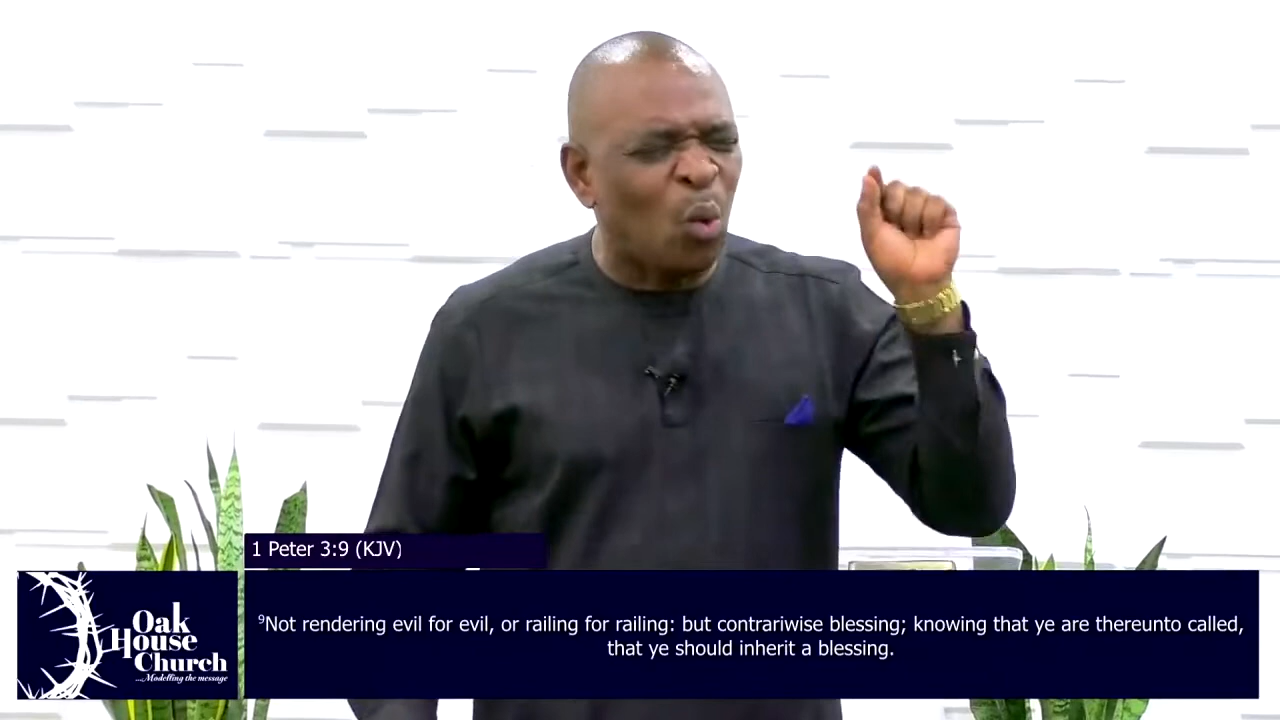 1 Peter 3:9 (KJV)
Oak
House
Church
...Modelling the message
⁹Not rendering evil for evil, or railing for railing: but contrariwise blessing; knowing that ye are thereunto called,
that ye should inherit a blessing.